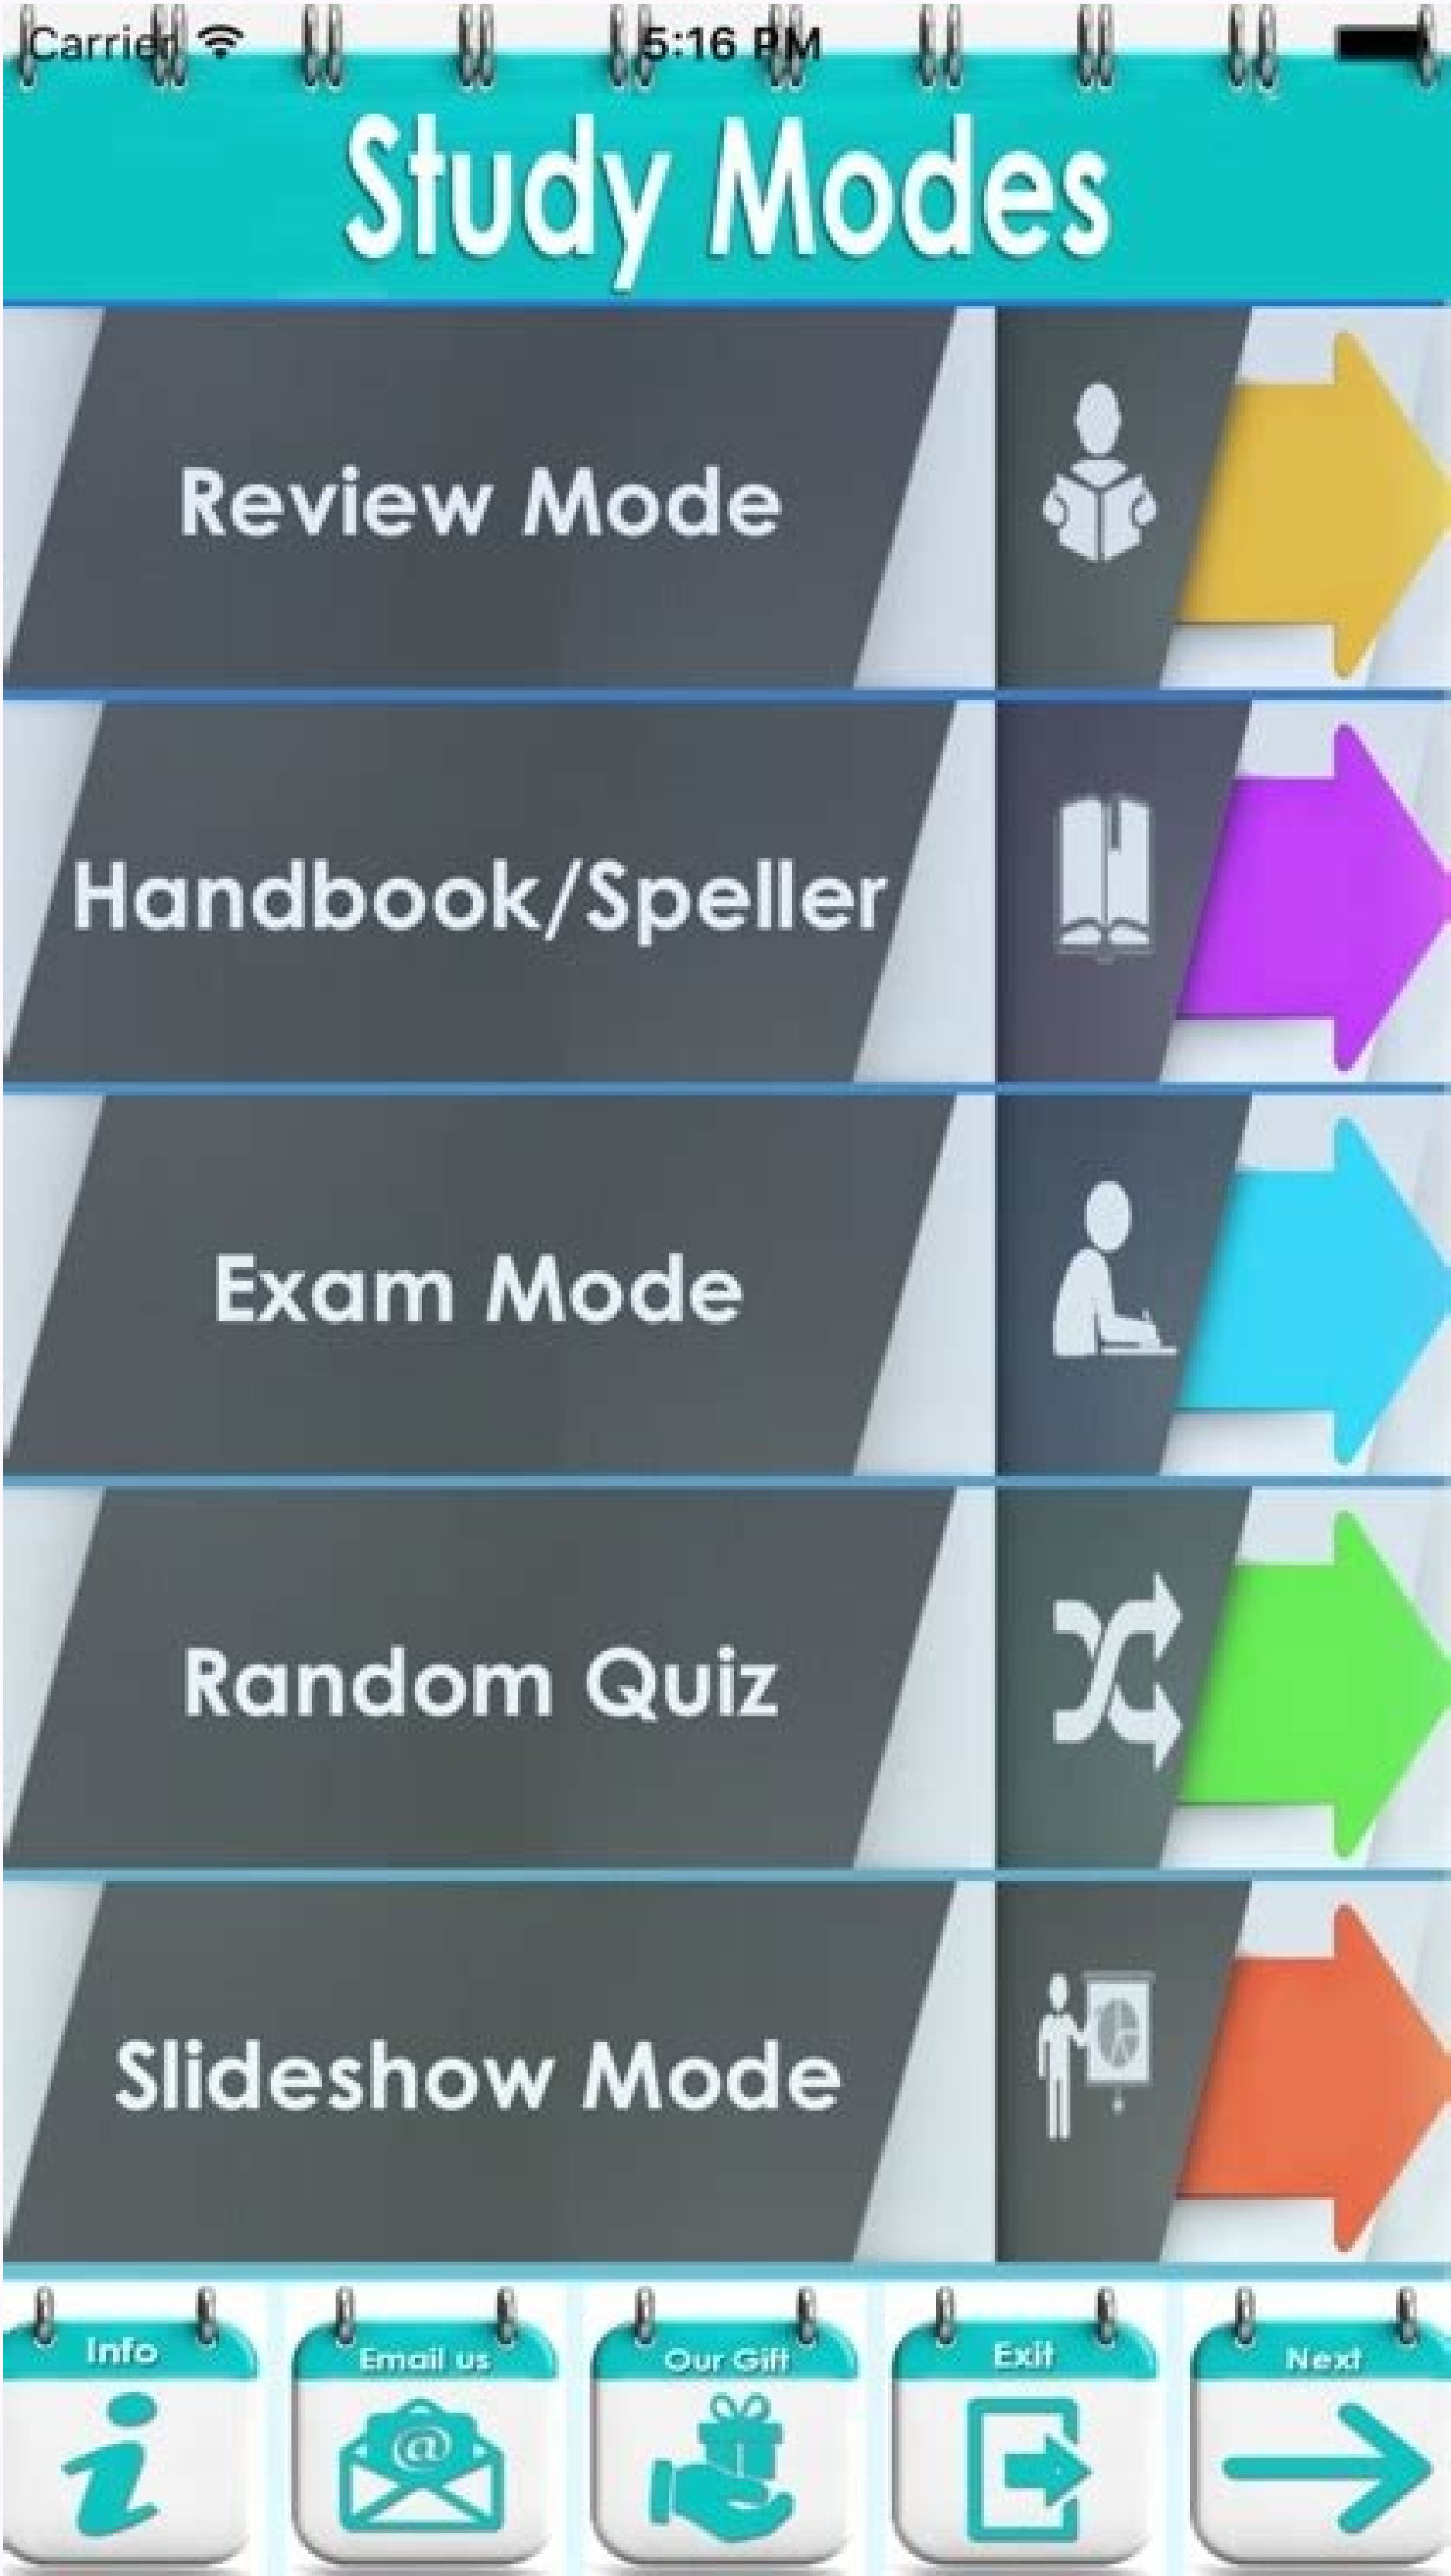 Carrier 5:16 PM
Study Modes
Review Mode
Handbook/Speller
Exam Mode
Random Quiz
Slideshow Mode
Info Email us Our Gift Exit Next
@